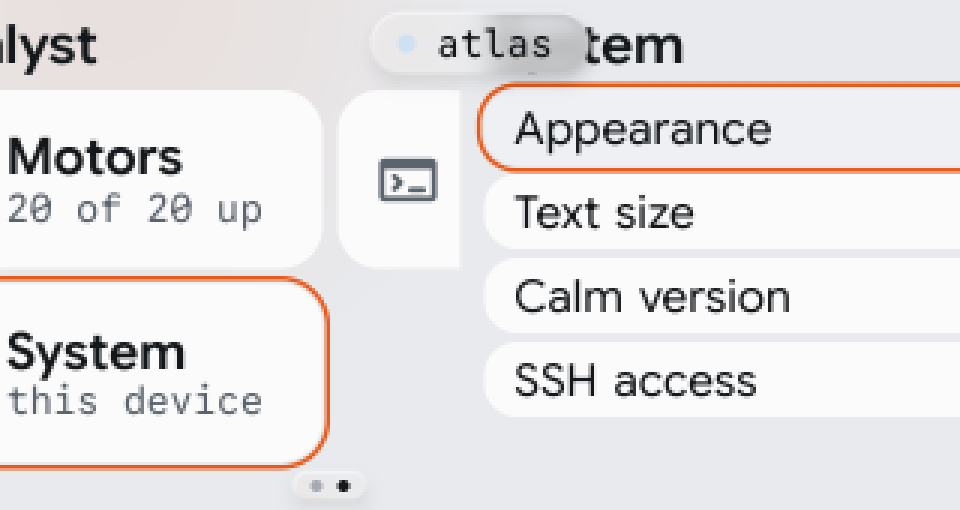 lyst
atlas
tem
Motors
20 of 20 up
System
this device
Appearance
Text size
Calm version
SSH access